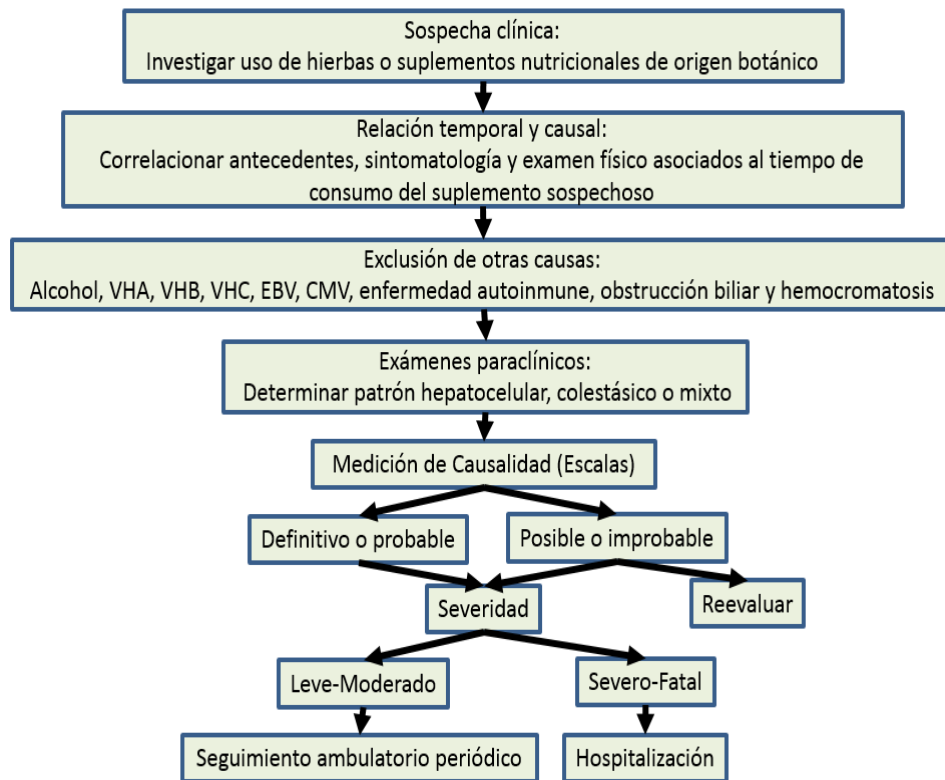 Sospecha clínica:
Investigar uso de hierbas o suplementos nutricionales de origen botánico
Relación temporal y causal:
Correlacionar antecedentes, sintomatología y examen físico asociados al tiempo de
consumo del suplemento sospechoso
Exclusión de otras causas:
Alcohol, VHA, VHB, VHC, EBV, CMV, enfermedad autoinmune, obstrucción biliar y hemocromatosis
Exámenes paraclínicos:
Determinar patrón hepatocelular, colestásico o mixto
Medición de Causalidad (Escalas)
Definitivo o probable
Posible o improbable
Severidad
Reevaluar
Leve-Moderado
Severo-Fatal
Seguimiento ambulatorio periódico
Hospitalización